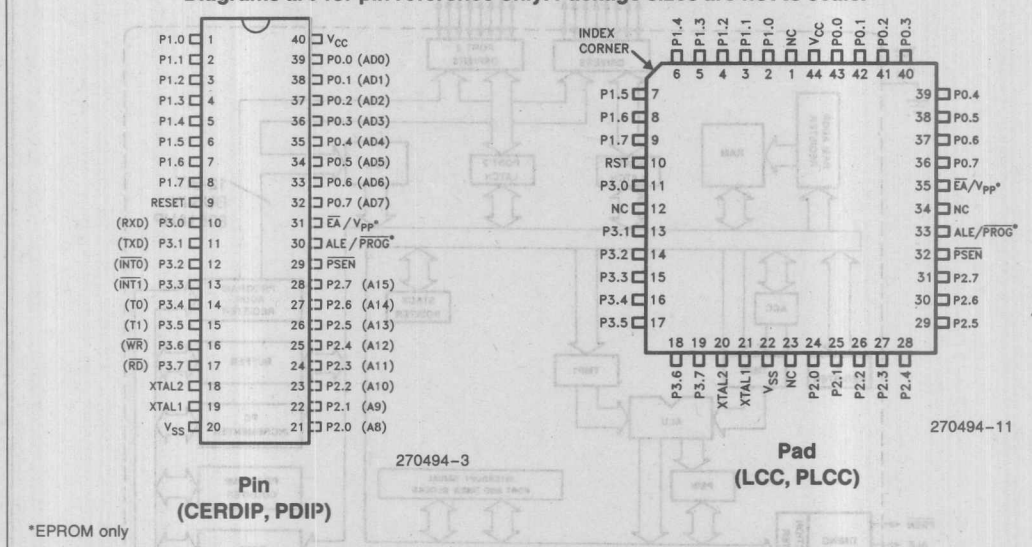 Diagrams are for pin reference only. Package sizes are not to scale.
P1.0 1 40 VCC
P1.1 2 39 P0.0 (AD0)
P1.2 3 38 P0.1 (AD1)
P1.3 4 37 P0.2 (AD2)
P1.4 5 36 P0.3 (AD3)
P1.5 6 35 P0.4 (AD4)
P1.6 7 34 P0.5 (AD5)
P1.7 8 33 P0.6 (AD6)
RESET 9 32 P0.7 (AD7)
(RXD) P3.0 10 31 EA/VPP*
(TXD) P3.1 11 30 ALE/PROG*
(INT0) P3.2 12 29 PSEN
(INT1) P3.3 13 28 P2.7 (A15)
(T0) P3.4 14 27 P2.6 (A14)
(T1) P3.5 15 26 P2.5 (A13)
(WR) P3.6 16 25 P2.4 (A12)
(RD) P3.7 17 24 P2.3 (A11)
XTAL2 18 23 P2.2 (A10)
XTAL1 19 22 P2.1 (A9)
VSS 20 21 P2.0 (A8)
270494-3
Pin
(CERDIP, PDIP)
INDEX
CORNER
P1.4 P1.3 P1.2 P1.1 P1.0 NC VCC P0.0 P0.1 P0.2 P0.3
6 5 4 3 2 1 44 43 42 41 40
P1.5 7 39 P0.4
P1.6 8 38 P0.5
P1.7 9 37 P0.6
RST 10 36 P0.7
P3.0 11 35 EA/VPP*
NC 12 34 NC
P3.1 13 33 ALE/PROG*
P3.2 14 32 PSEN
P3.3 15 31 P2.7
P3.4 16 30 P2.6
P3.5 17 29 P2.5
18 19 20 21 22 23 24 25 26 27 28
P3.6 P3.7 XTAL2 XTAL1 VSS NC P2.0 P2.1 P2.2 P2.3 P2.4
270494-11
Pad
(LCC, PLCC)
*EPROM only